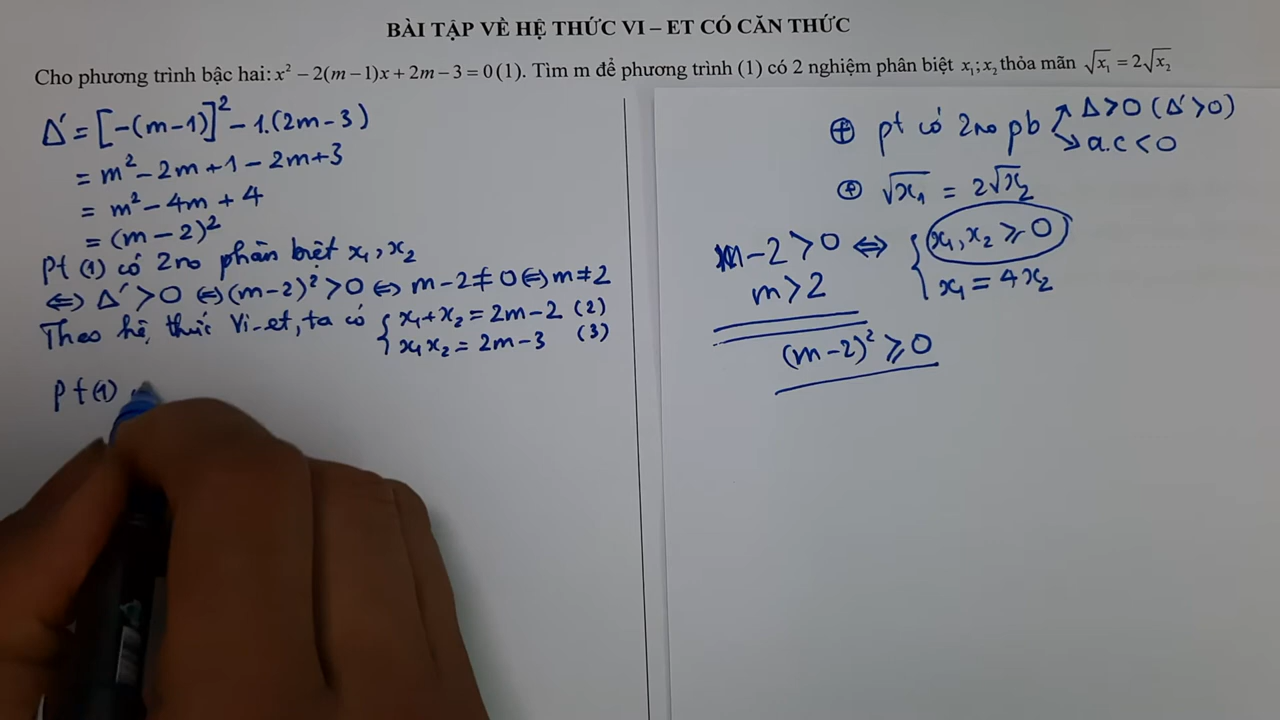 BÀI TẬP VỀ HỆ THỨC VI – ET CÓ CĂN THỨC
Cho phương trình bậc hai: x² − 2(m−1)x + 2m − 3 = 0 (1). Tìm m để phương trình (1) có 2 nghiệm phân biệt x₁; x₂ thỏa mãn √x₁ = 2√x₂
Δ' = [−(m−1)]² − 1.(2m−3)
= m² − 2m + 1 − 2m + 3
= m² − 4m + 4
= (m−2)²
Pt (1) có 2no phân biệt x₁, x₂
⇔ Δ' > 0 ⇔ (m−2)² > 0 ⇔ m−2 ≠ 0 ⇔ m ≠ 2
Theo hệ thức Vi-et, ta có { x₁ + x₂ = 2m − 2 (2)
x₁x₂ = 2m − 3 (3)
pt (1)
⊕ pt có 2no pb ↗ Δ > 0 (Δ' > 0)
↘ a.c < 0
⊕ √x₁ = 2√x₂
m − 2 > 0 ⇔ { x₁, x₂ ≥ 0
m > 2
x₁ = 4x₂
(m−2)² ≥ 0